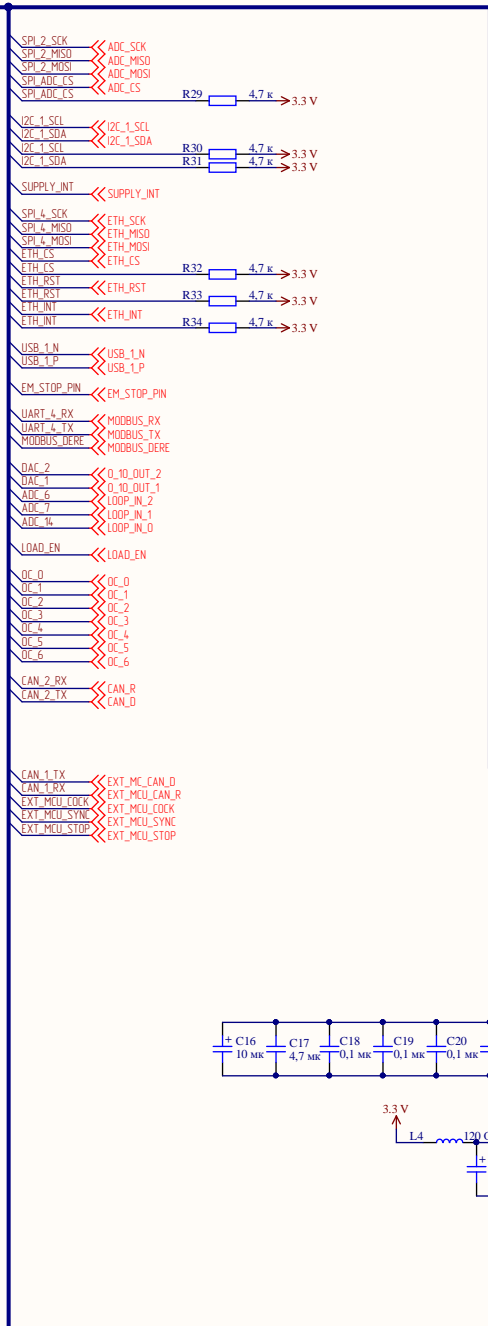 SPI_2_SCK ADC_SCK
SPI_2_MISO ADC_MISO
SPI_2_MOSI ADC_MOSI
SPI_ADC_CS ADC_CS
SPI_ADC_CS R29 4,7 к 3.3 V
I2C_1_SCL I2C_1_SCL
I2C_1_SDA I2C_1_SDA
I2C_1_SCL R30 4,7 к 3.3 V
I2C_1_SDA R31 4,7 к 3.3 V
SUPPLY_INT SUPPLY_INT
SPI_4_SCK ETH_SCK
SPI_4_MISO ETH_MISO
SPI_4_MOSI ETH_MOSI
ETH_CS ETH_CS
ETH_CS R32 4,7 к 3.3 V
ETH_RST ETH_RST
ETH_RST R33 4,7 к 3.3 V
ETH_INT ETH_INT
ETH_INT R34 4,7 к 3.3 V
USB_1_N USB_1_N
USB_1_P USB_1_P
EM_STOP_PIN EM_STOP_PIN
UART_4_RX MODBUS_RX
UART_4_TX MODBUS_TX
MODBUS_DERE MODBUS_DERE
DAC_2 0_10_OUT_2
DAC_1 0_10_OUT_1
ADC_6 LOOP_IN_2
ADC_7 LOOP_IN_1
ADC_14 LOOP_IN_0
LOAD_EN LOAD_EN
OC_0 OC_0
OC_1 OC_1
OC_2 OC_2
OC_3 OC_3
OC_4 OC_4
OC_5 OC_5
OC_6 OC_6
CAN_2_RX CAN_R
CAN_2_TX CAN_D
CAN_1_TX EXT_MC_CAN_D
CAN_1_RX EXT_MCU_CAN_R
EXT_MCU_COCK EXT_MCU_COCK
EXT_MCU_SYNC EXT_MCU_SYNC
EXT_MCU_STOP EXT_MCU_STOP
+ C16 C17 C18 C19 C20
10 мк 4,7 мк 0,1 мк 0,1 мк 0,1 мк
3.3 V
L4 120
+